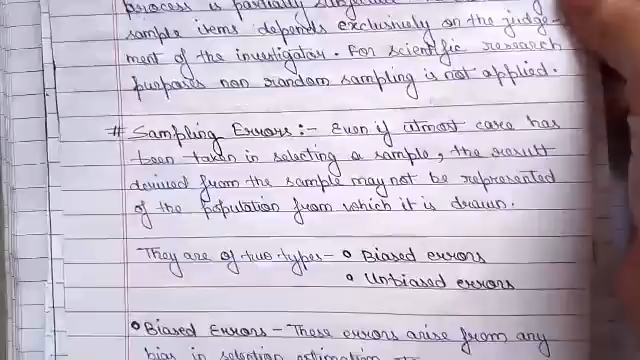 process is partially
sample items depends exclusively on the judge-
ment of the investigator. For scientific research
purposes non random sampling is not applied.
# Sampling Errors:- Even if utmost care has
been taken in selecting a sample, the result
derived from the sample may not be represented
of the population from which it is drawn.
They are of two types- • Biased errors
• Unbiased errors
• Biased Errors - These errors arise from any
bias in selection estimation